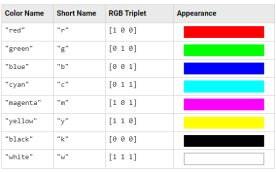 Color Name Short Name RGB Triplet Appearance
"red" "r" [1 0 0]
"green" "g" [0 1 0]
"blue" "b" [0 0 1]
"cyan" "c" [0 1 1]
"magenta" "m" [1 0 1]
"yellow" "y" [1 1 0]
"black" "k" [0 0 0]
"white" "w" [1 1 1]